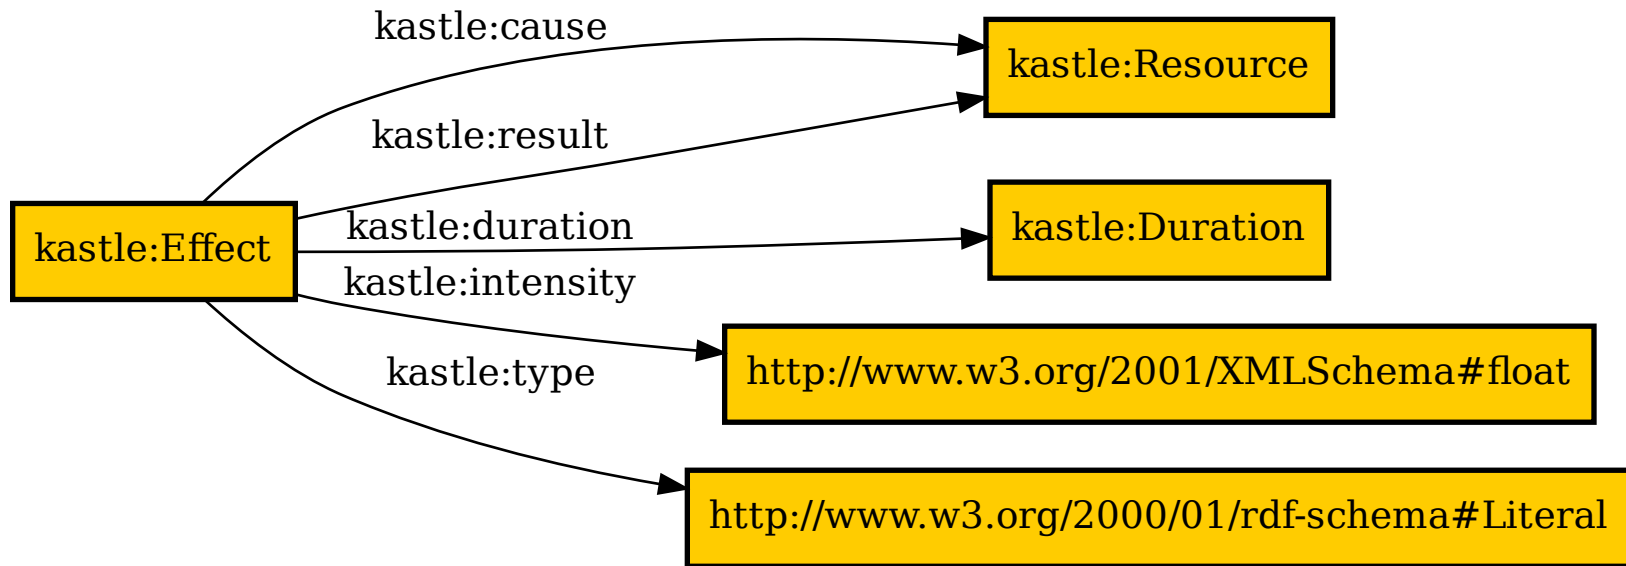 kastle:cause
kastle:Resource
kastle:result
kastle:Effect
kastle:duration
kastle:Duration
kastle:intensity
http://www.w3.org/2001/XMLSchema#float
kastle:type
http://www.w3.org/2000/01/rdf-schema#Literal